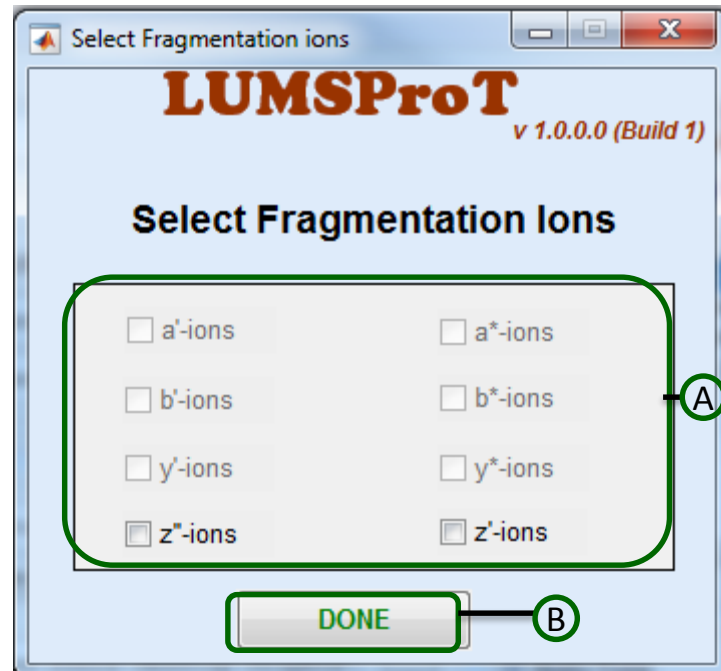 Select Fragmentation ions
LUMSProT
v 1.0.0.0 (Build 1)
Select Fragmentation Ions
a'-ions a*-ions
b'-ions b*-ions
A
y'-ions y*-ions
z"-ions z'-ions
DONE
B